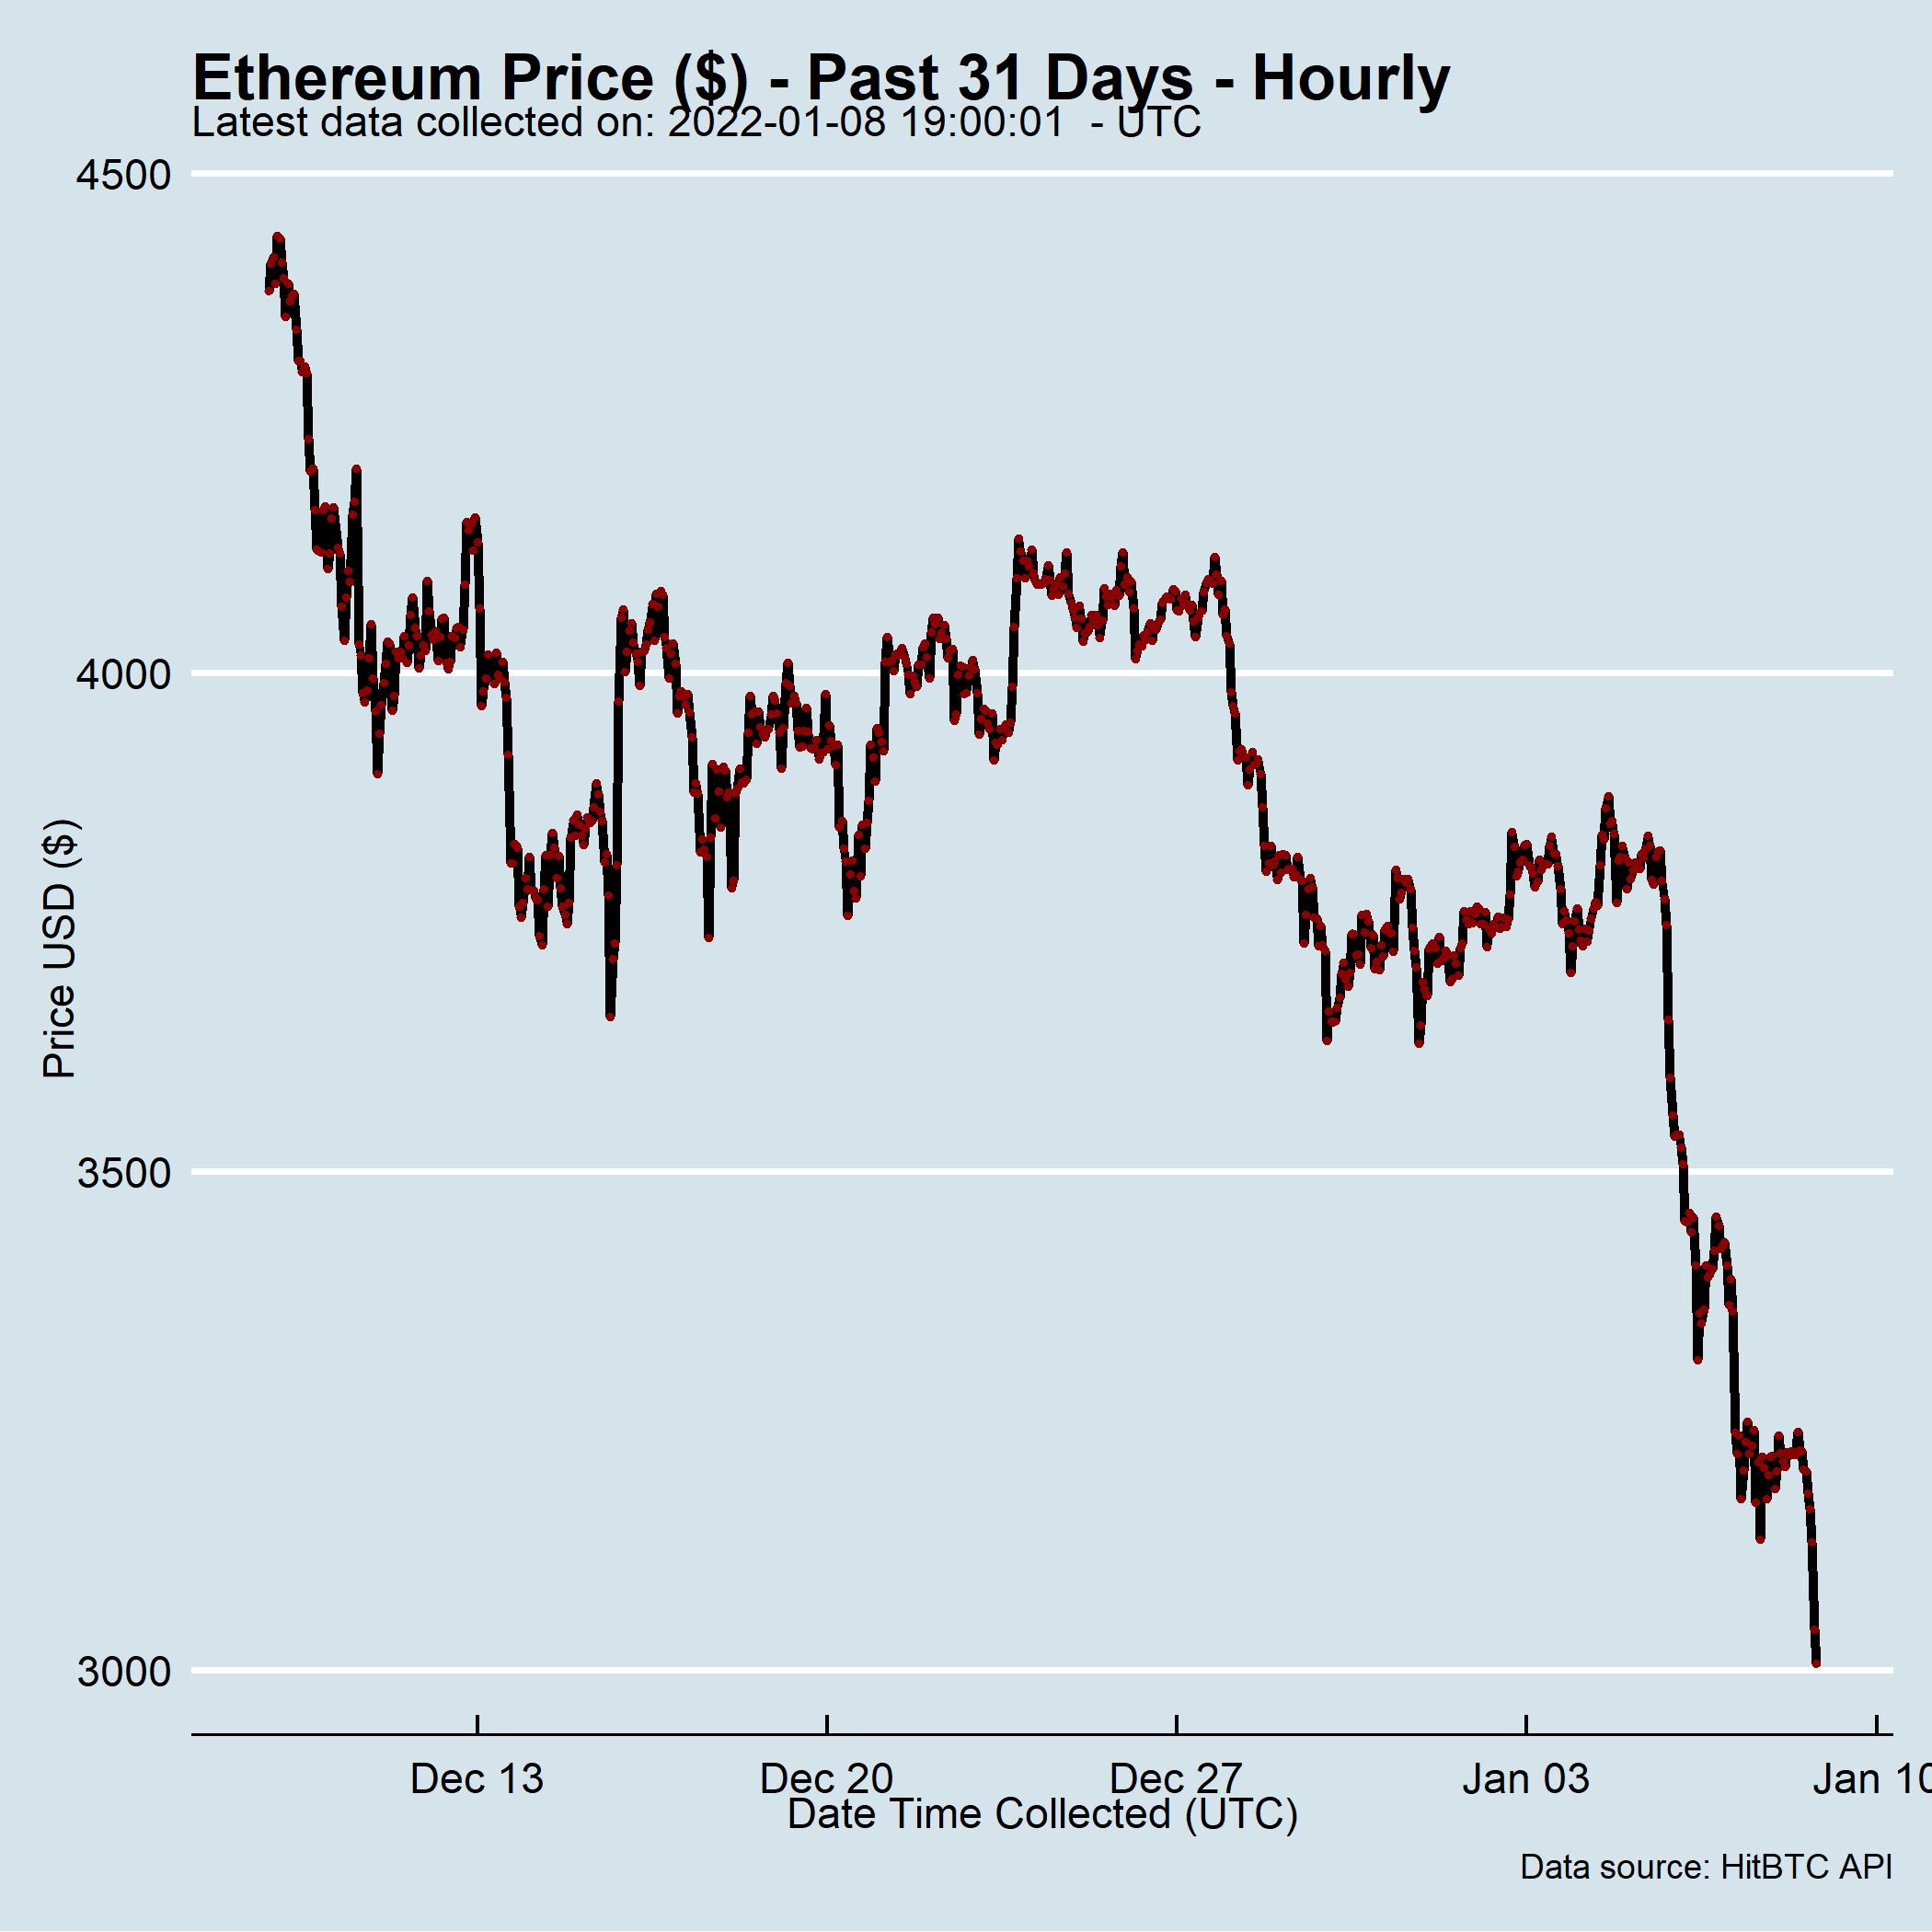 Ethereum Price ($) - Past 31 Days - Hourly
Latest data collected on: 2022-01-08 19:00:01  - UTC
4500
4000
3500
3000
Price USD ($)
Dec 13
Dec 20
Dec 27
Jan 03
Jan 10
Date Time Collected (UTC)
Data source: HitBTC API